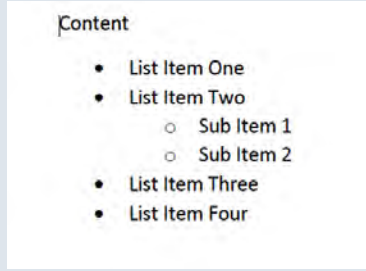 Content
• List Item One
• List Item Two
○ Sub Item 1
○ Sub Item 2
• List Item Three
• List Item Four